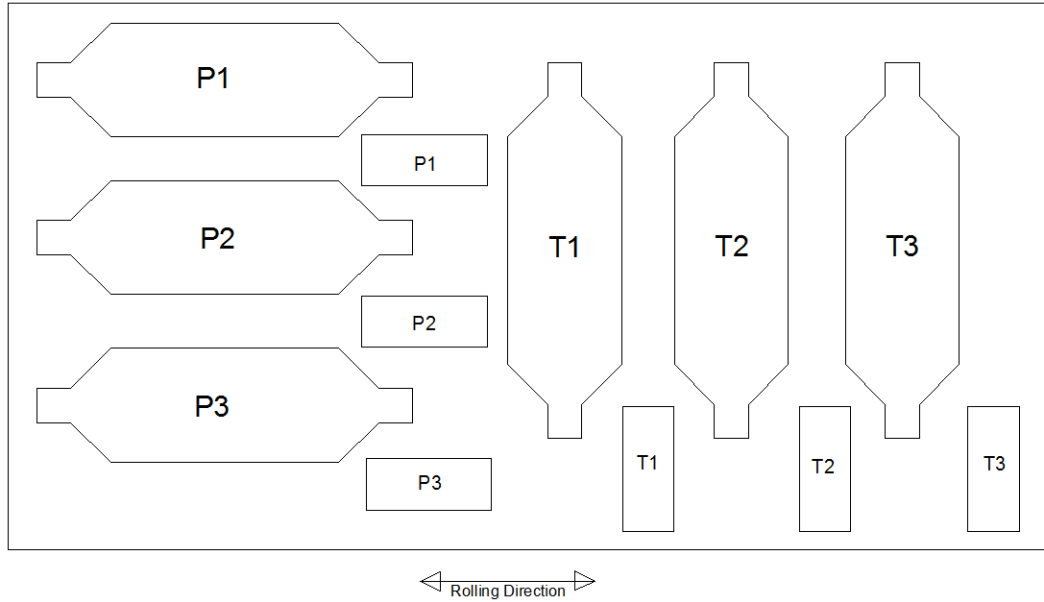 P1
P1
P2
P2
P3
P3
T1
T2
T3
T1
T2
T3
Rolling Direction